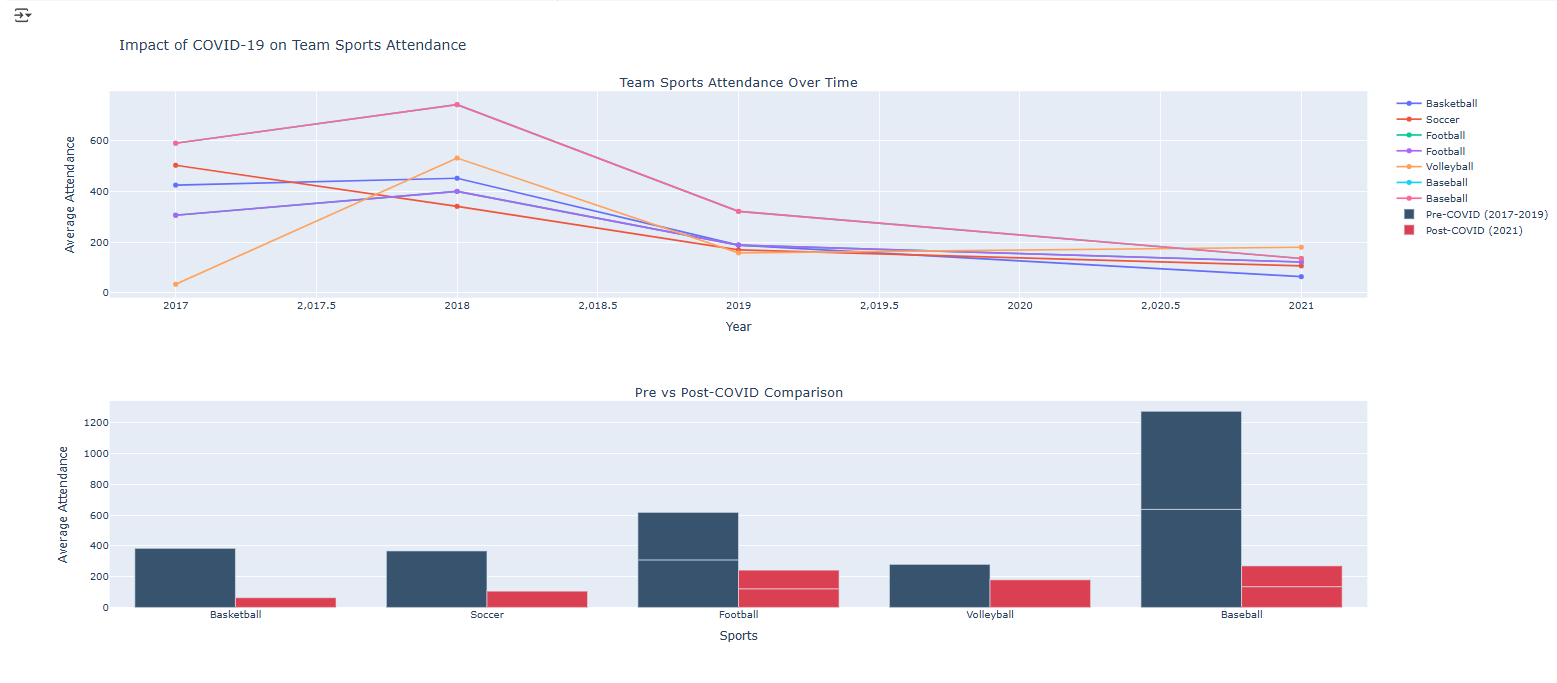 Impact of COVID-19 on Team Sports Attendance
Team Sports Attendance Over Time
Average Attendance
600
400
200
0
2017
2,017.5
2018
2,018.5
2019
2,019.5
2020
2,020.5
2021
Year
Basketball
Soccer
Football
Football
Volleyball
Baseball
Baseball
Pre-COVID (2017-2019)
Post-COVID (2021)
Pre vs Post-COVID Comparison
Average Attendance
1200
1000
800
600
400
200
0
Basketball
Soccer
Football
Volleyball
Baseball
Sports